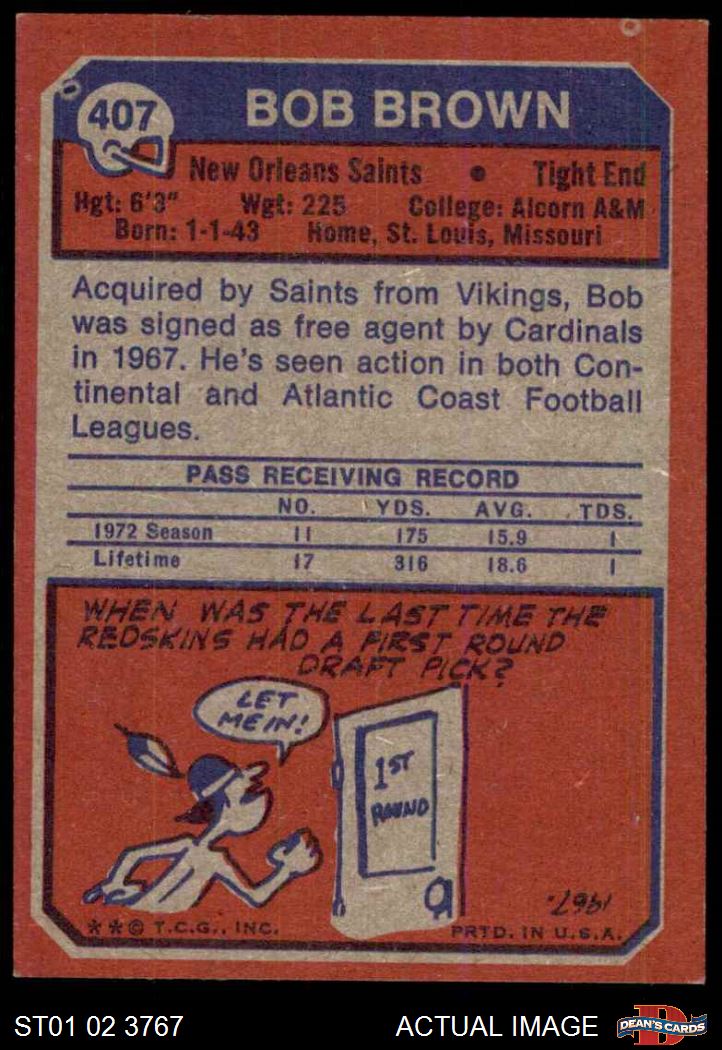 407
BOB BROWN
New Orleans Saints • Tight End
Hgt: 6'3" Wgt: 225 College: Alcorn A&M
Born: 1-1-43 Home, St. Louis, Missouri
Acquired by Saints from Vikings, Bob
was signed as free agent by Cardinals
in 1967. He's seen action in both Con-
tinental and Atlantic Coast Football
Leagues.
PASS RECEIVING RECORD
NO. YDS. AVG. TDS.
1972 Season 11 175 15.9 1
Lifetime 17 316 18.6 1
WHEN WAS THE LAST TIME THE
REDSKINS HAD A FIRST ROUND
DRAFT PICK?
LET
ME IN!
1ST
ROUND
1967.
**© T.C.G., INC. PRTD. IN U.S.A.
ST01 02 3767 ACTUAL IMAGE DEAN'S CARDS